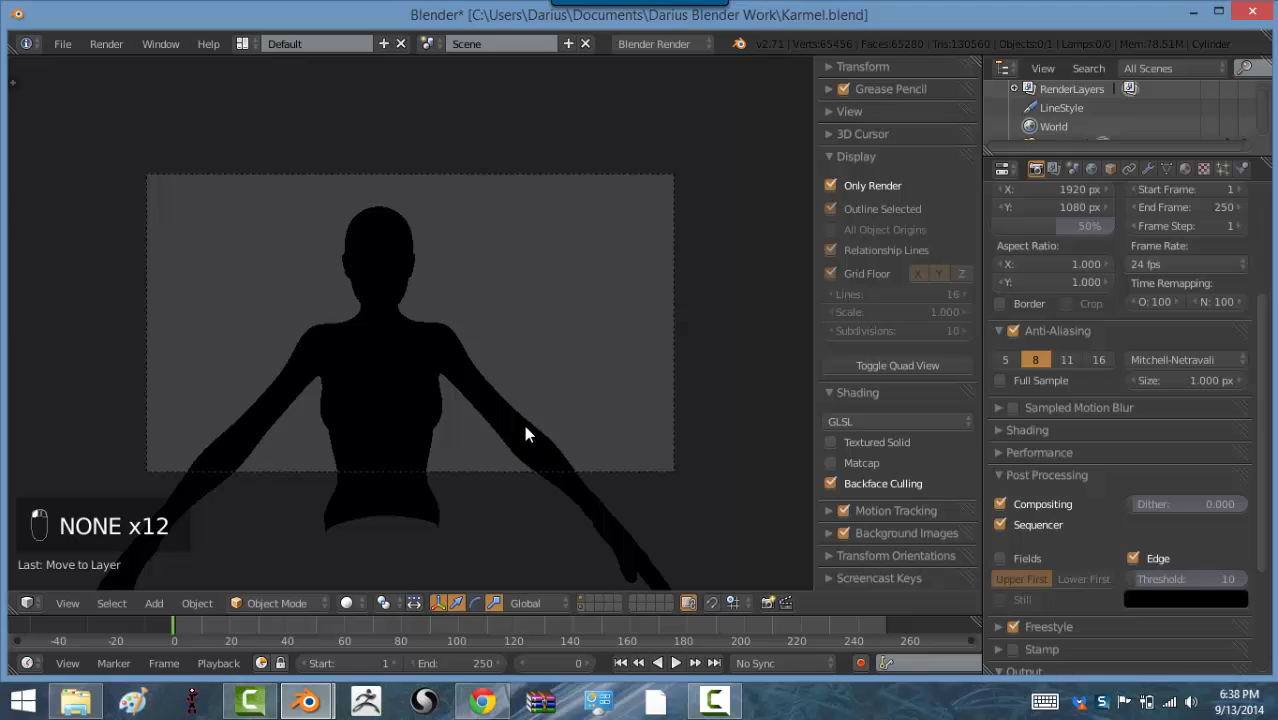 Blender* [C:\Users\Darius\Documents\Darius Blender Work\Karmel.blend]
File Render Window Help Default Scene Blender Render v2.71 | Verts:65456 | Faces:65280 | Tris:130560 | Objects:0/1 | Lamps:0/0 | Mem:78.51M | Cylinder
Transform
Grease Pencil
View
3D Cursor
Display
Only Render
Outline Selected
All Object Origins
Relationship Lines
Grid Floor X Y Z
Lines: 16
Scale: 1.000
Subdivisions: 10
Toggle Quad View
Shading
GLSL
Textured Solid
Matcap
Backface Culling
Motion Tracking
Background Images
Transform Orientations
Screencast Keys
View Search All Scenes
RenderLayers
LineStyle
World
X: 1920 px Start Frame: 1
Y: 1080 px End Frame: 250
50% Frame Step: 1
Aspect Ratio: Frame Rate:
X: 1.000 24 fps
Y: 1.000 Time Remapping:
Border Crop O: 100 N: 100
Anti-Aliasing
5 8 11 16 Mitchell-Netravali
Full Sample Size: 1.000 px
Sampled Motion Blur
Shading
Performance
Post Processing
Compositing Dither: 0.000
Sequencer
Fields Edge
Upper First Lower First Threshold: 10
Still
Freestyle
Stamp
Output
NONE x12
Last: Move to Layer
View Select Add Object Object Mode Global
-40 -20 0 20 40 60 80 100 120 140 160 180 200 220 240 260
View Marker Frame Playback Start: 1 End: 250 0 No Sync
6:38 PM
9/13/2014